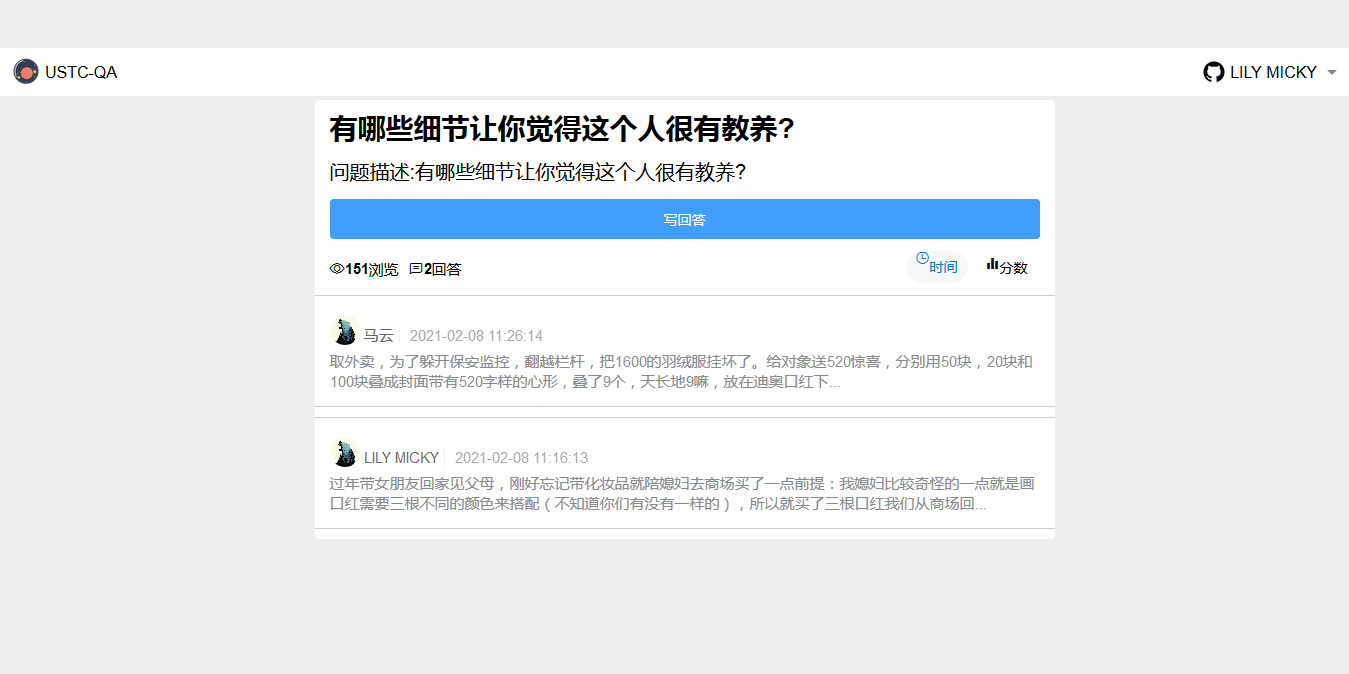 USTC-QA
LILY MICKY
有哪些细节让你觉得这个人很有教养?
问题描述:有哪些细节让你觉得这个人很有教养?
写回答
151浏览 2回答
时间 分数
马云 2021-02-08 11:26:14
取外卖，为了躲开保安监控，翻越栏杆，把1600的羽绒服挂坏了。给对象送520惊喜，分别用50块，20块和
100块叠成封面带有520字样的心形，叠了9个，天长地9嘛，放在迪奥口红下...
LILY MICKY 2021-02-08 11:16:13
过年带女朋友回家见父母，刚好忘记带化妆品就陪媳妇去商场买了一点前提：我媳妇比较奇怪的一点就是画
口红需要三根不同的颜色来搭配（不知道你们有没有一样的），所以就买了三根口红我们从商场回...